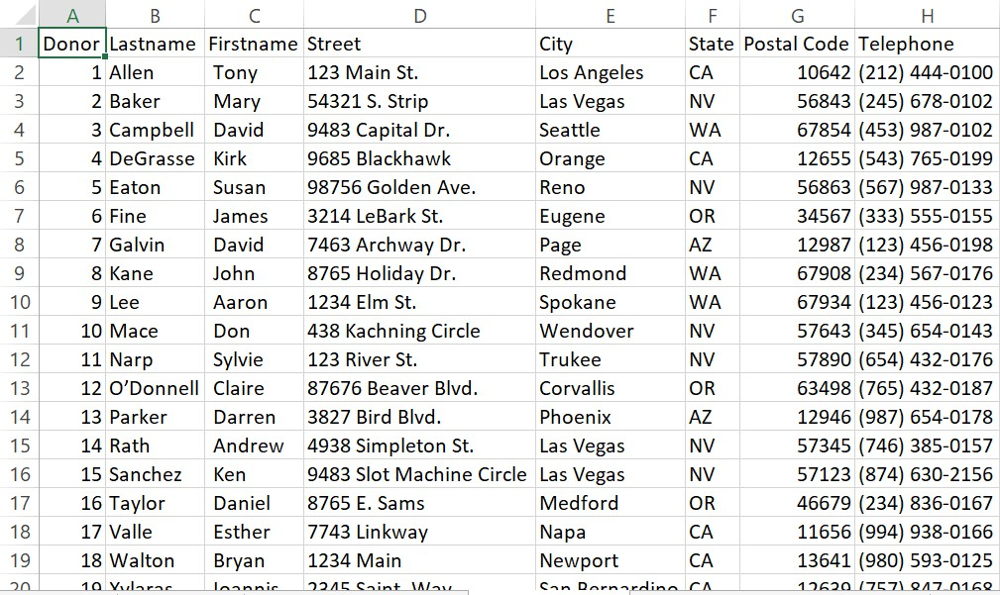 A B C D E F G H
1 Donor Lastname Firstname Street City State Postal Code Telephone
2 1 Allen Tony 123 Main St. Los Angeles CA 10642 (212) 444-0100
3 2 Baker Mary 54321 S. Strip Las Vegas NV 56843 (245) 678-0102
4 3 Campbell David 9483 Capital Dr. Seattle WA 67854 (453) 987-0102
5 4 DeGrasse Kirk 9685 Blackhawk Orange CA 12655 (543) 765-0199
6 5 Eaton Susan 98756 Golden Ave. Reno NV 56863 (567) 987-0133
7 6 Fine James 3214 LeBark St. Eugene OR 34567 (333) 555-0155
8 7 Galvin David 7463 Archway Dr. Page AZ 12987 (123) 456-0198
9 8 Kane John 8765 Holiday Dr. Redmond WA 67908 (234) 567-0176
10 9 Lee Aaron 1234 Elm St. Spokane WA 67934 (123) 456-0123
11 10 Mace Don 438 Kachning Circle Wendover NV 57643 (345) 654-0143
12 11 Narp Sylvie 123 River St. Trukee NV 57890 (654) 432-0176
13 12 O’Donnell Claire 87676 Beaver Blvd. Corvallis OR 63498 (765) 432-0187
14 13 Parker Darren 3827 Bird Blvd. Phoenix AZ 12946 (987) 654-0178
15 14 Rath Andrew 4938 Simpleton St. Las Vegas NV 57345 (746) 385-0157
16 15 Sanchez Ken 9483 Slot Machine Circle Las Vegas NV 57123 (874) 630-2156
17 16 Taylor Daniel 8765 E. Sams Medford OR 46679 (234) 836-0167
18 17 Valle Esther 7743 Linkway Napa CA 11656 (994) 938-0166
19 18 Walton Bryan 1234 Main Newport CA 13641 (980) 593-0125
20 19 Xylaras Ioannis 2345 Saint. Way San Bernardino CA 12639 (757) 847-0168